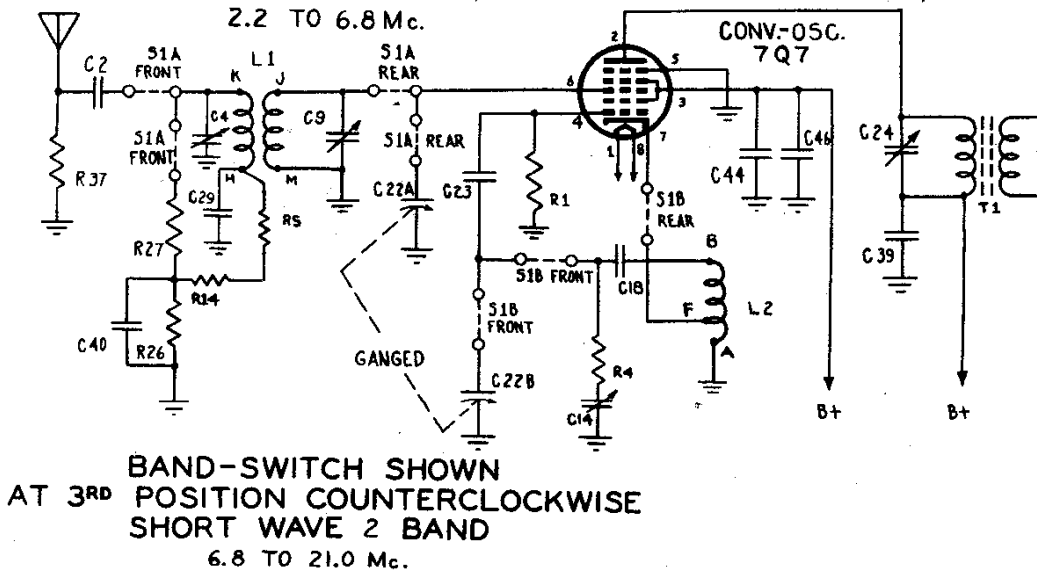 2.2 TO 6.8 Mc.
CONV.-OSC.
7Q7
C2
S1A
FRONT
L1
K
J
S1A
REAR
2
5
6
3
4
7
1
8
S1A
FRONT
C4
C9
S1A REAR
C23
R1
C44
C46
C24
T1
R37
H
M
C29
R5
C22A
S1B
REAR
R27
R14
S1B FRONT
C18
B
F
L2
A
C39
C40
R26
S1B
FRONT
GANGED
C22B
R4
C14
B+
B+
BAND-SWITCH SHOWN
AT 3RD POSITION COUNTERCLOCKWISE
SHORT WAVE 2 BAND
6.8 TO 21.0 Mc.